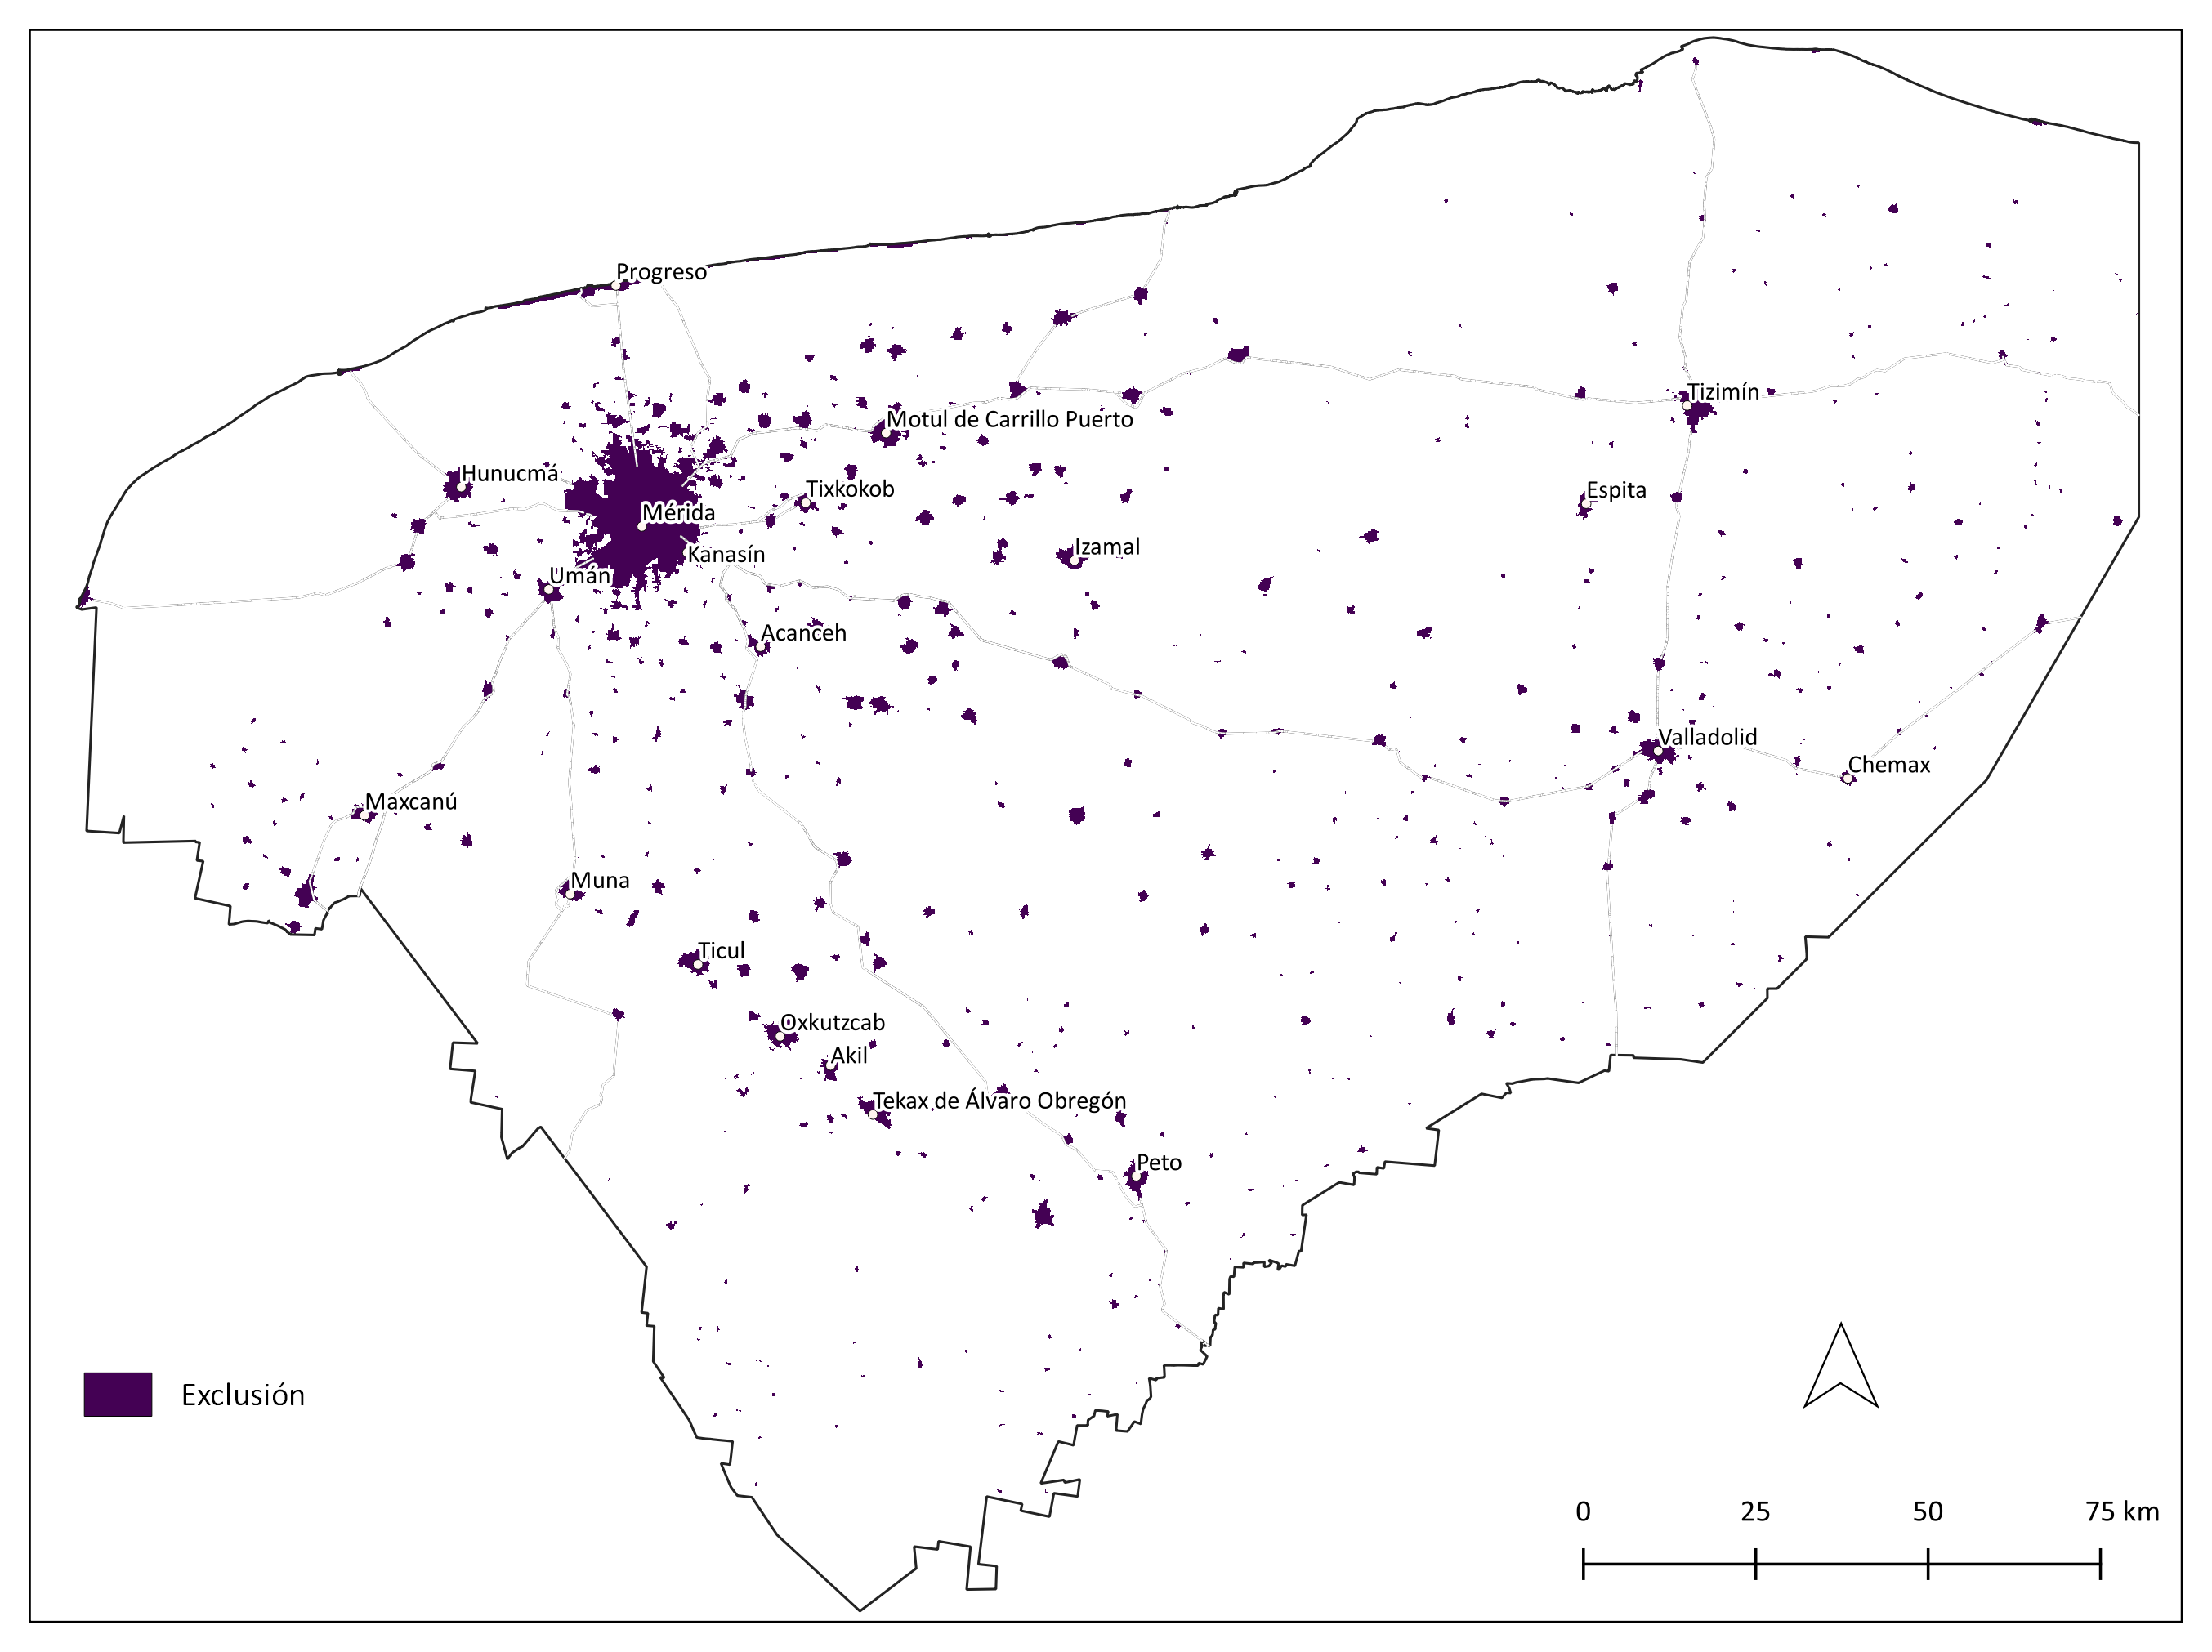 Progreso
Tizimín
Motul de Carrillo Puerto
Hunucmá
Tixkokob
Espita
Mérida
Izamal
Kanasín
Umán
Acanceh
Valladolid
Chemax
Maxcanú
Muna
Ticul
Oxkutzcab
Akil
Tekax de Álvaro Obregón
Peto
Exclusión
0 25 50 75 km